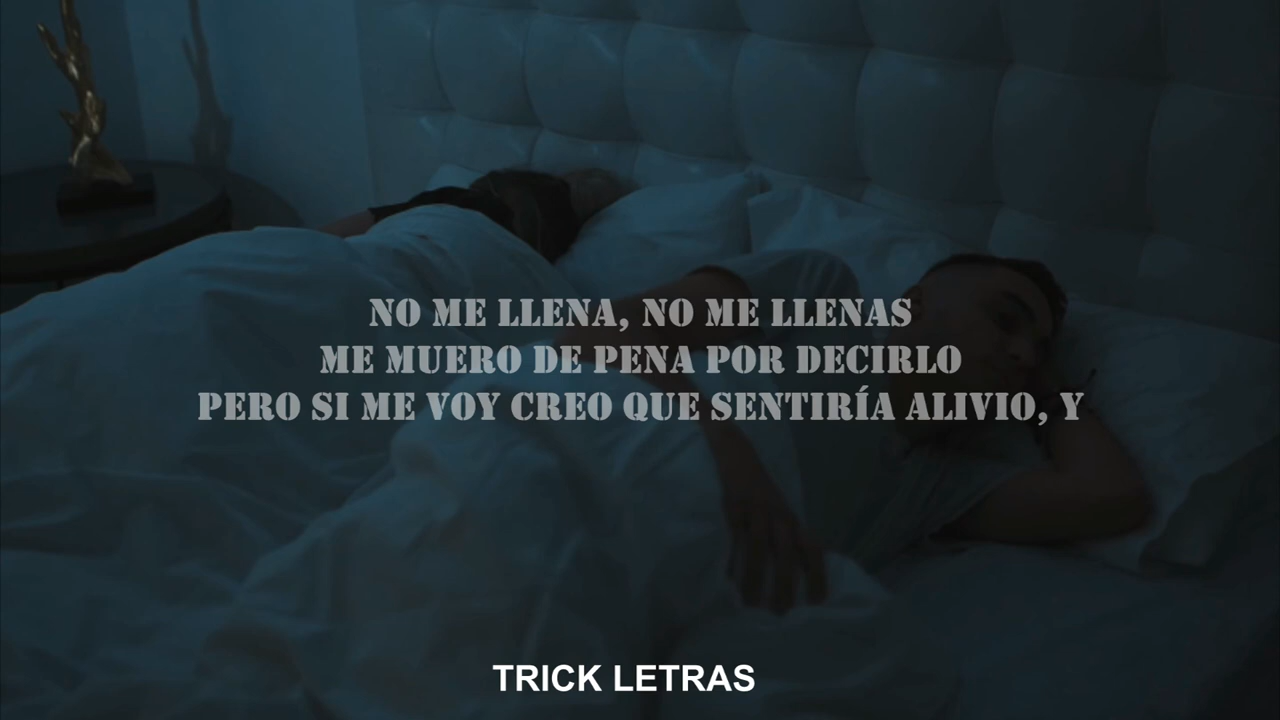 NO ME LLENA, NO ME LLENAS
ME MUERO DE PENA POR DECIRLO
PERO SI ME VOY CREO QUE SENTIRÍA ALIVIO, Y
TRICK LETRAS